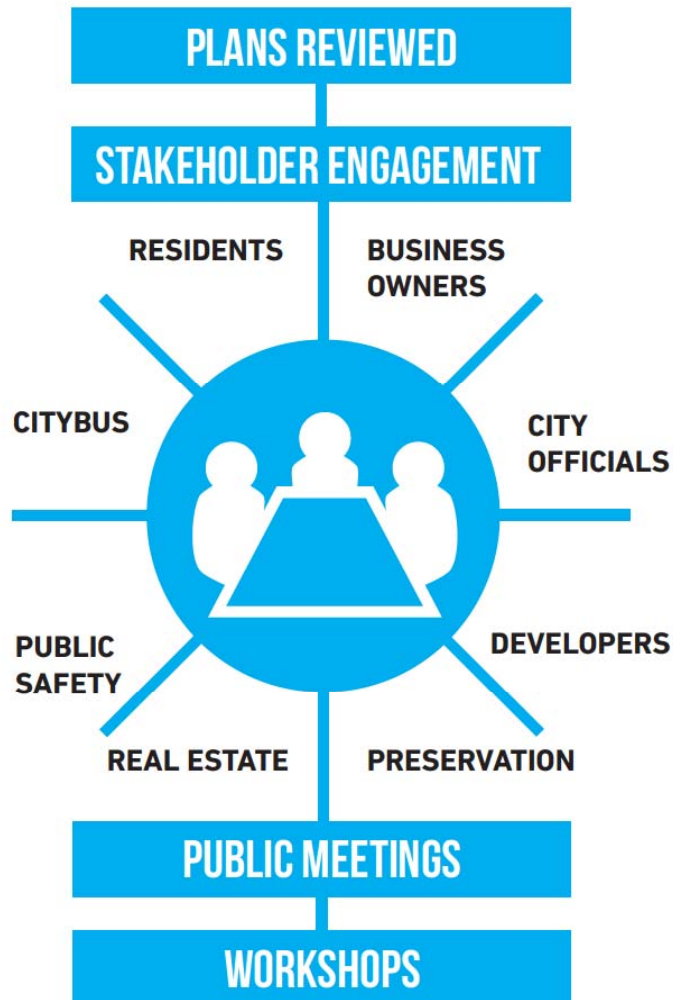 PLANS REVIEWED
STAKEHOLDER ENGAGEMENT
RESIDENTS
BUSINESS
OWNERS
CITYBUS
CITY
OFFICIALS
PUBLIC
SAFETY
DEVELOPERS
REAL ESTATE
PRESERVATION
PUBLIC MEETINGS
WORKSHOPS